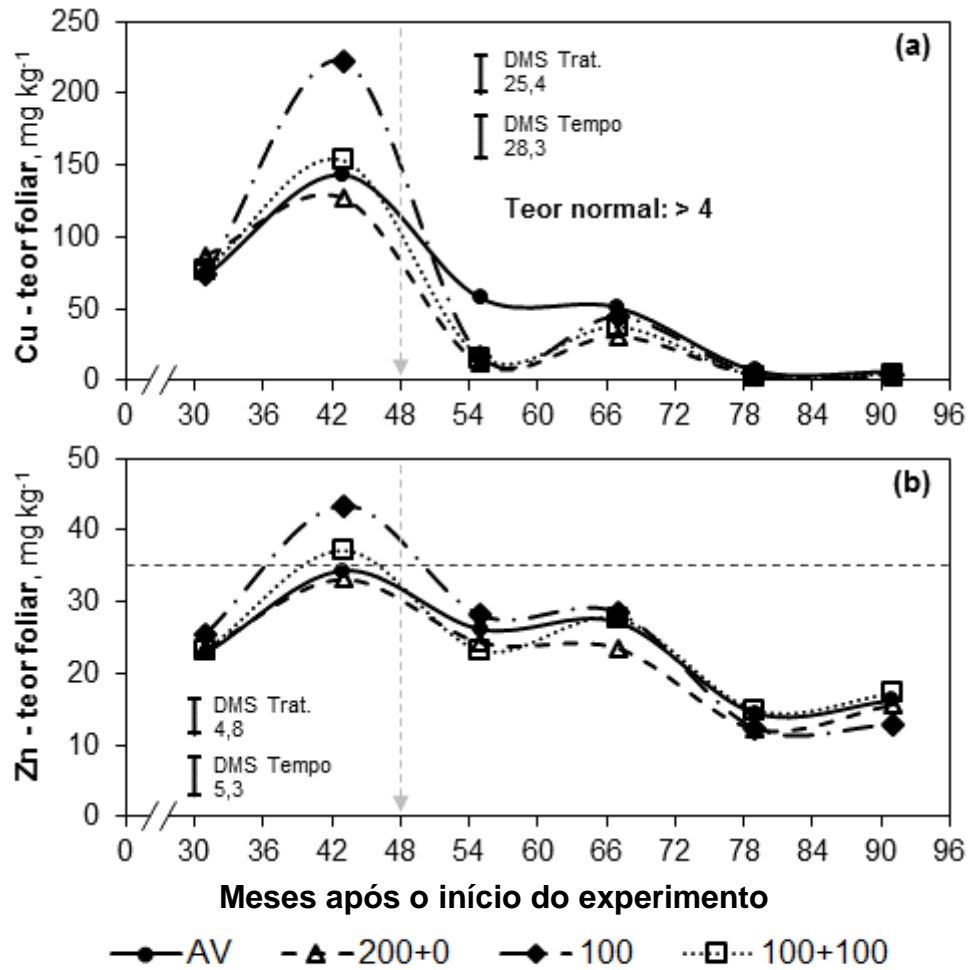 250
200
150
100
50
0
Cu - teor foliar, mg kg-1
(a)
DMS Trat.
25,4
DMS Tempo
28,3
Teor normal: > 4
0 30 36 42 48 54 60 66 72 78 84 90 96
50
40
30
20
10
0
Zn - teor foliar, mg kg-1
(b)
DMS Trat.
4,8
DMS Tempo
5,3
0 30 36 42 48 54 60 66 72 78 84 90 96
Meses após o início do experimento
AV 200+0 100 100+100